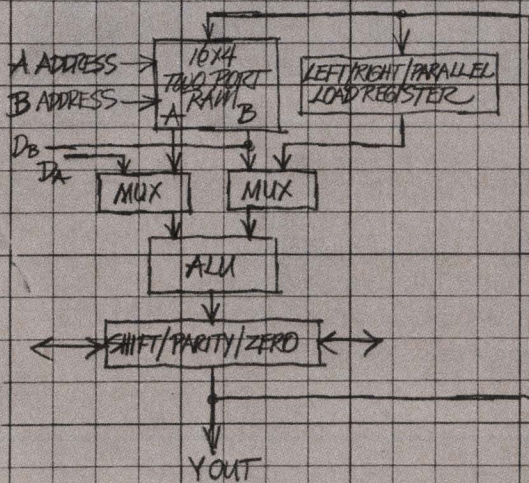 A ADDRESS
B ADDRESS
16X4
TWO PORT
RAM
A B
LEFT/RIGHT/PARALLEL
LOAD REGISTER
DB
DA
MUX
MUX
ALU
SHIFT/PARITY/ZERO
YOUT